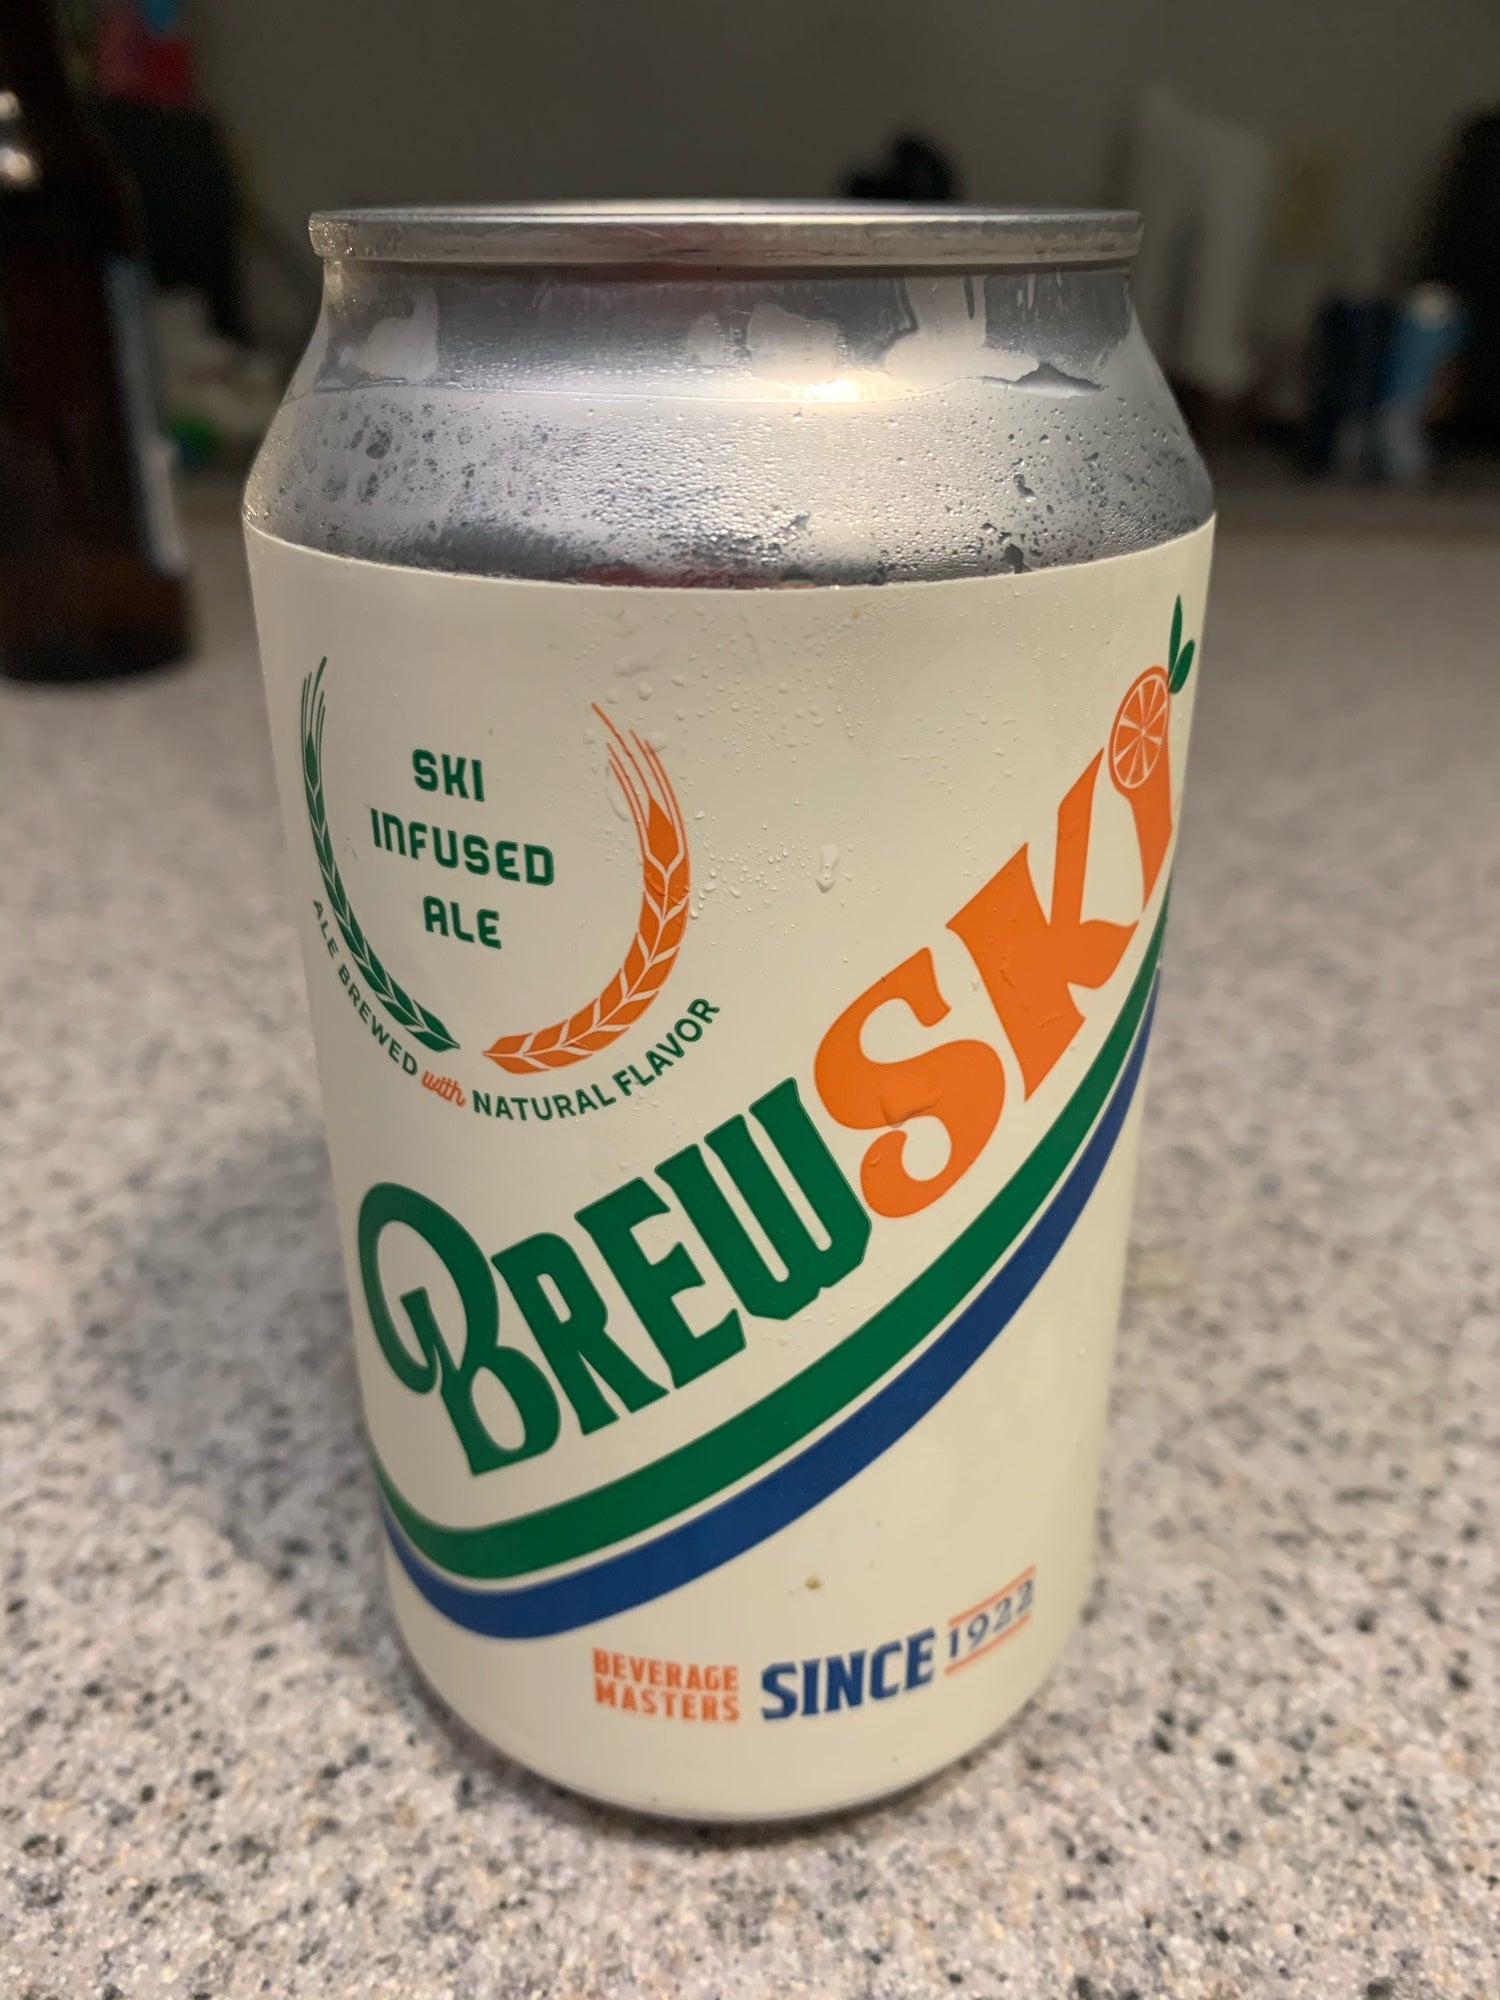 SKI
INFUSED
ALE
ALE BREWED with NATURAL FLAVOR
BREWSKI
BEVERAGE
MASTERS
SINCE 1922